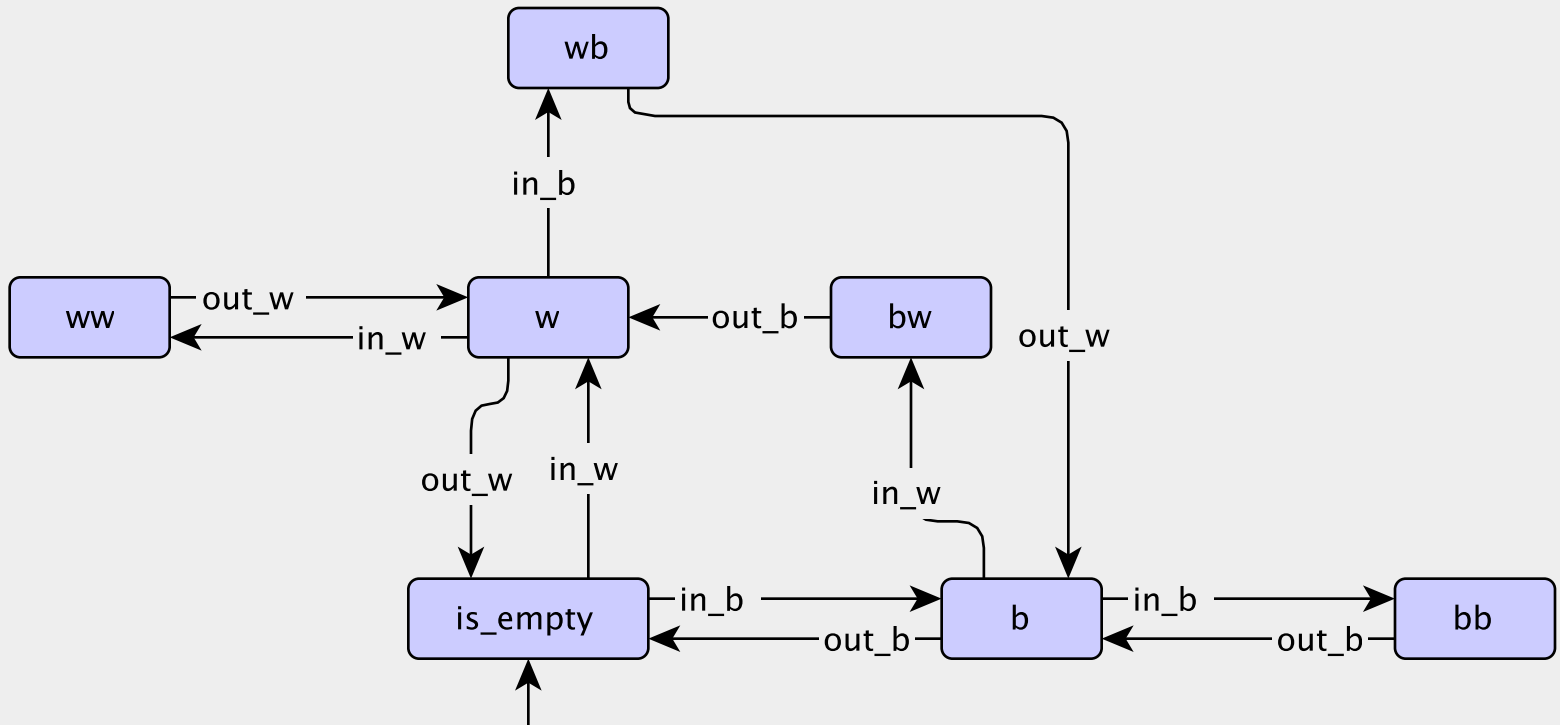 wb
in_b
ww
out_w
in_w
w
out_b
bw
out_w
out_w
in_w
in_w
is_empty
in_b
out_b
b
in_b
out_b
bb